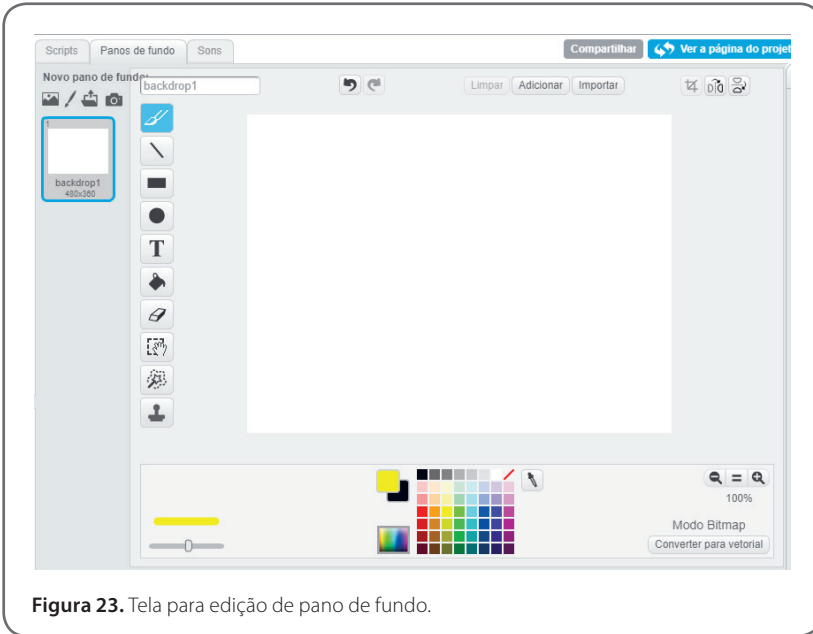 Scripts Panos de fundo Sons Compartilhar Ver a página do projet
Novo pano de fundo:
backdrop1 Limpar Adicionar Importar
1
T
backdrop1
480x360
100%
Modo Bitmap
Converter para vetorial
Figura 23. Tela para edição de pano de fundo.